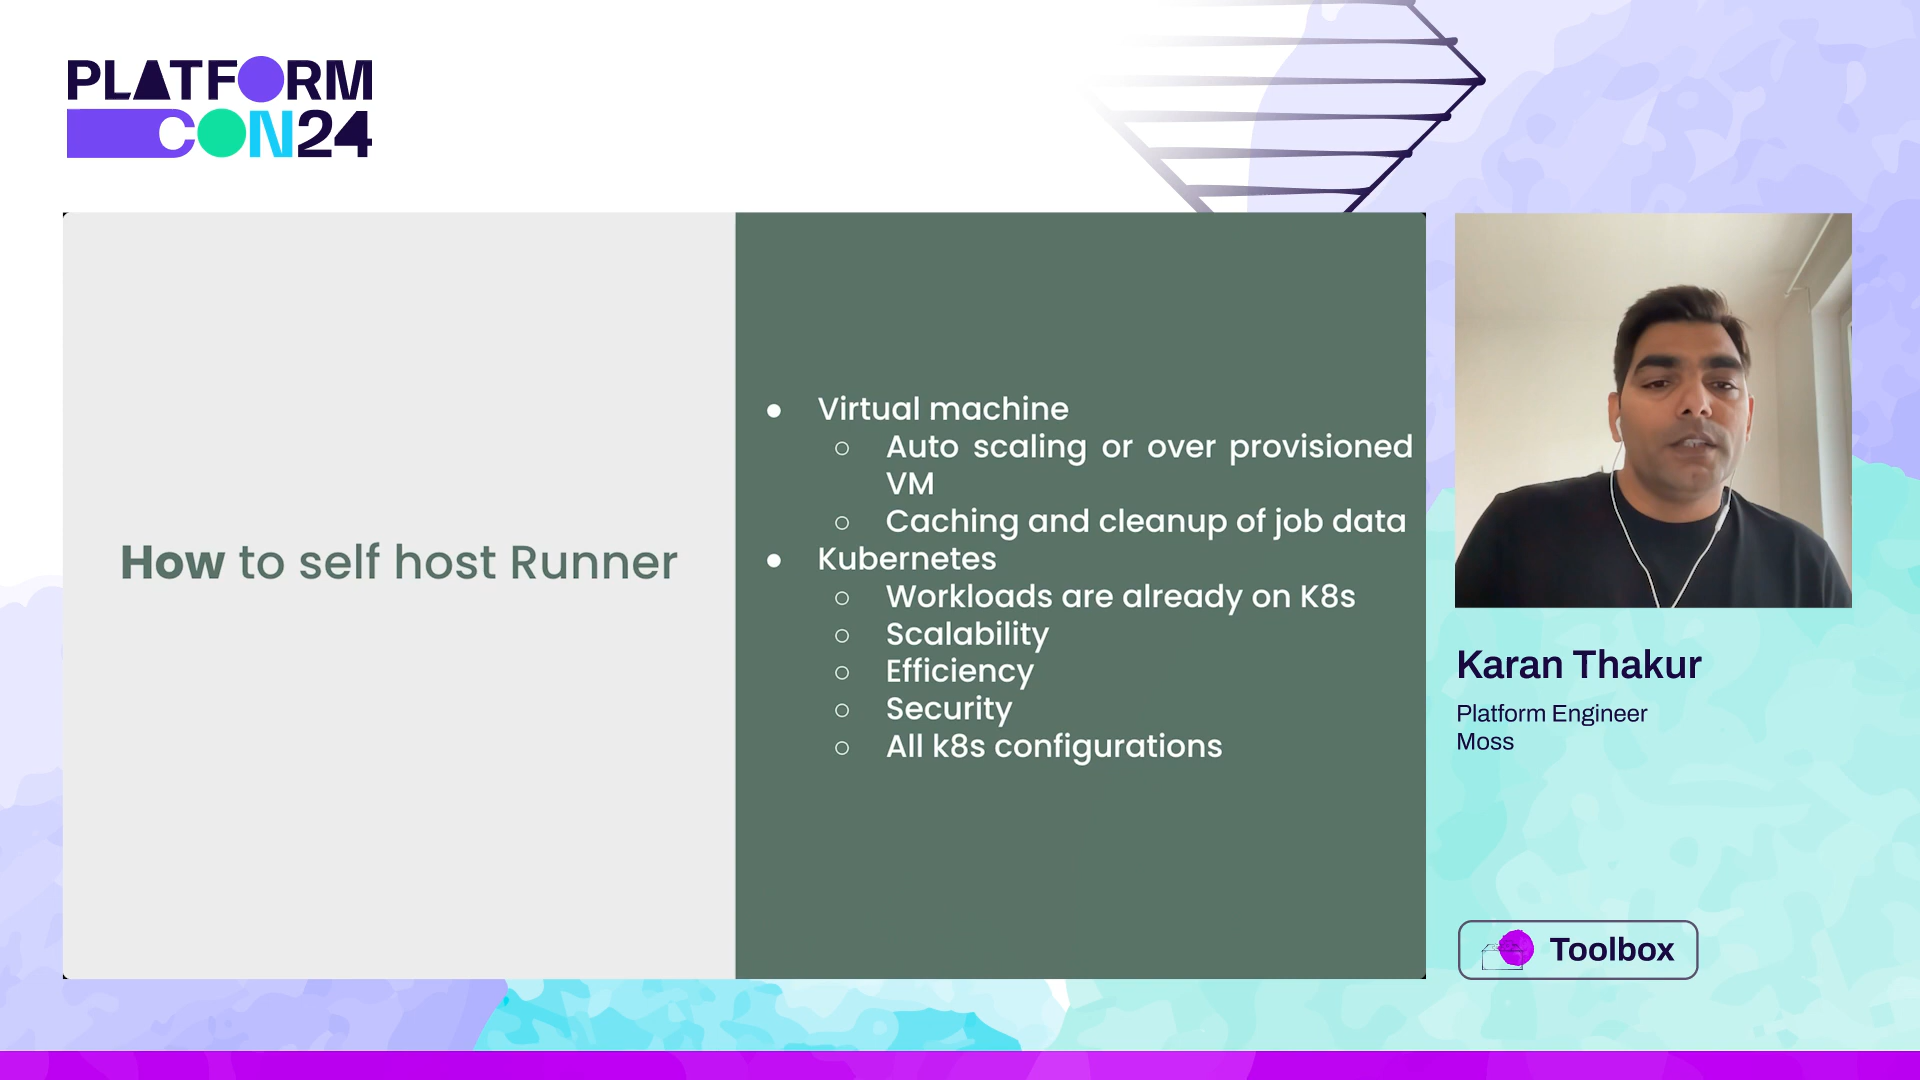 PLATFORM
CON24
How to self host Runner
● Virtual machine
○ Auto scaling or over provisioned
VM
○ Caching and cleanup of job data
● Kubernetes
○ Workloads are already on K8s
○ Scalability
○ Efficiency
○ Security
○ All k8s configurations
Karan Thakur
Platform Engineer
Moss
Toolbox